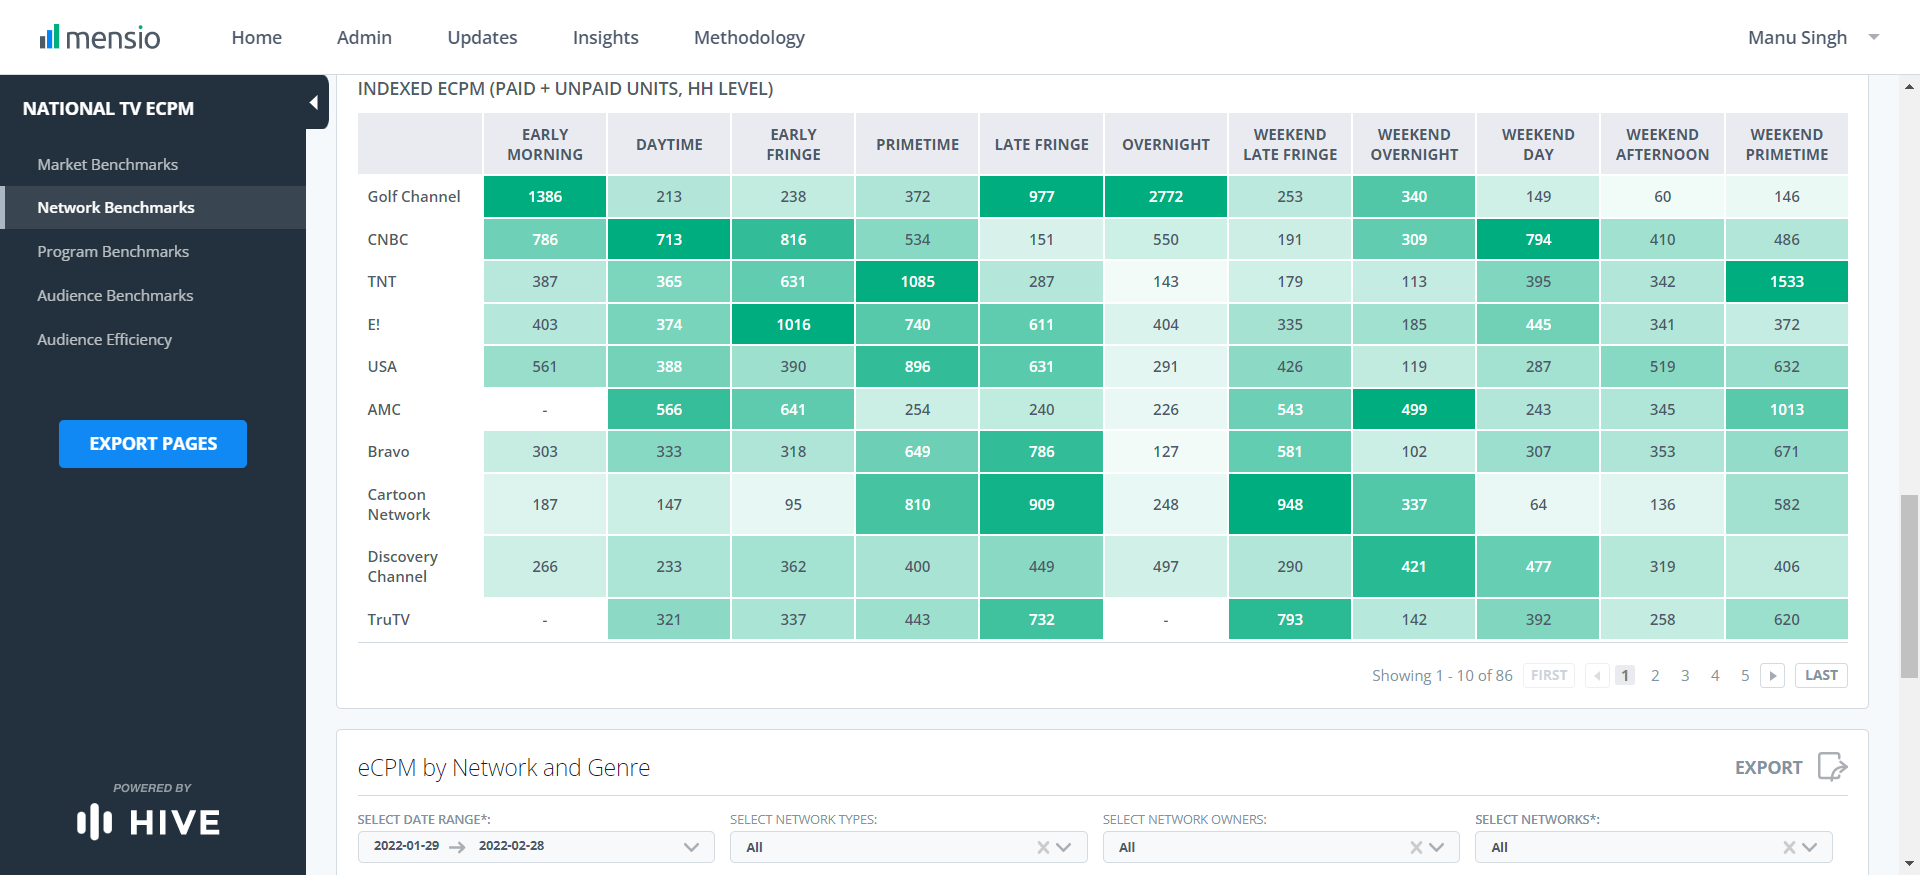 mensio
Home Admin Updates Insights Methodology
Manu Singh
NATIONAL TV ECPM
Market Benchmarks
Network Benchmarks
Program Benchmarks
Audience Benchmarks
Audience Efficiency
EXPORT PAGES
POWERED BY
HIVE
INDEXED ECPM (PAID + UNPAID UNITS, HH LEVEL)
EARLY MORNING DAYTIME EARLY FRINGE PRIMETIME LATE FRINGE OVERNIGHT WEEKEND LATE FRINGE WEEKEND OVERNIGHT WEEKEND DAY WEEKEND AFTERNOON WEEKEND PRIMETIME
Golf Channel 1386 213 238 372 977 2772 253 340 149 60 146
CNBC 786 713 816 534 151 550 191 309 794 410 486
TNT 387 365 631 1085 287 143 179 113 395 342 1533
E! 403 374 1016 740 611 404 335 185 445 341 372
USA 561 388 390 896 631 291 426 119 287 519 632
AMC - 566 641 254 240 226 543 499 243 345 1013
Bravo 303 333 318 649 786 127 581 102 307 353 671
Cartoon Network 187 147 95 810 909 248 948 337 64 136 582
Discovery Channel 266 233 362 400 449 497 290 421 477 319 406
TruTV - 321 337 443 732 - 793 142 392 258 620
Showing 1 - 10 of 86 FIRST 1 2 3 4 5 LAST
eCPM by Network and Genre
EXPORT
SELECT DATE RANGE*: SELECT NETWORK TYPES: SELECT NETWORK OWNERS: SELECT NETWORKS*:
2022-01-29 → 2022-02-28 All All All